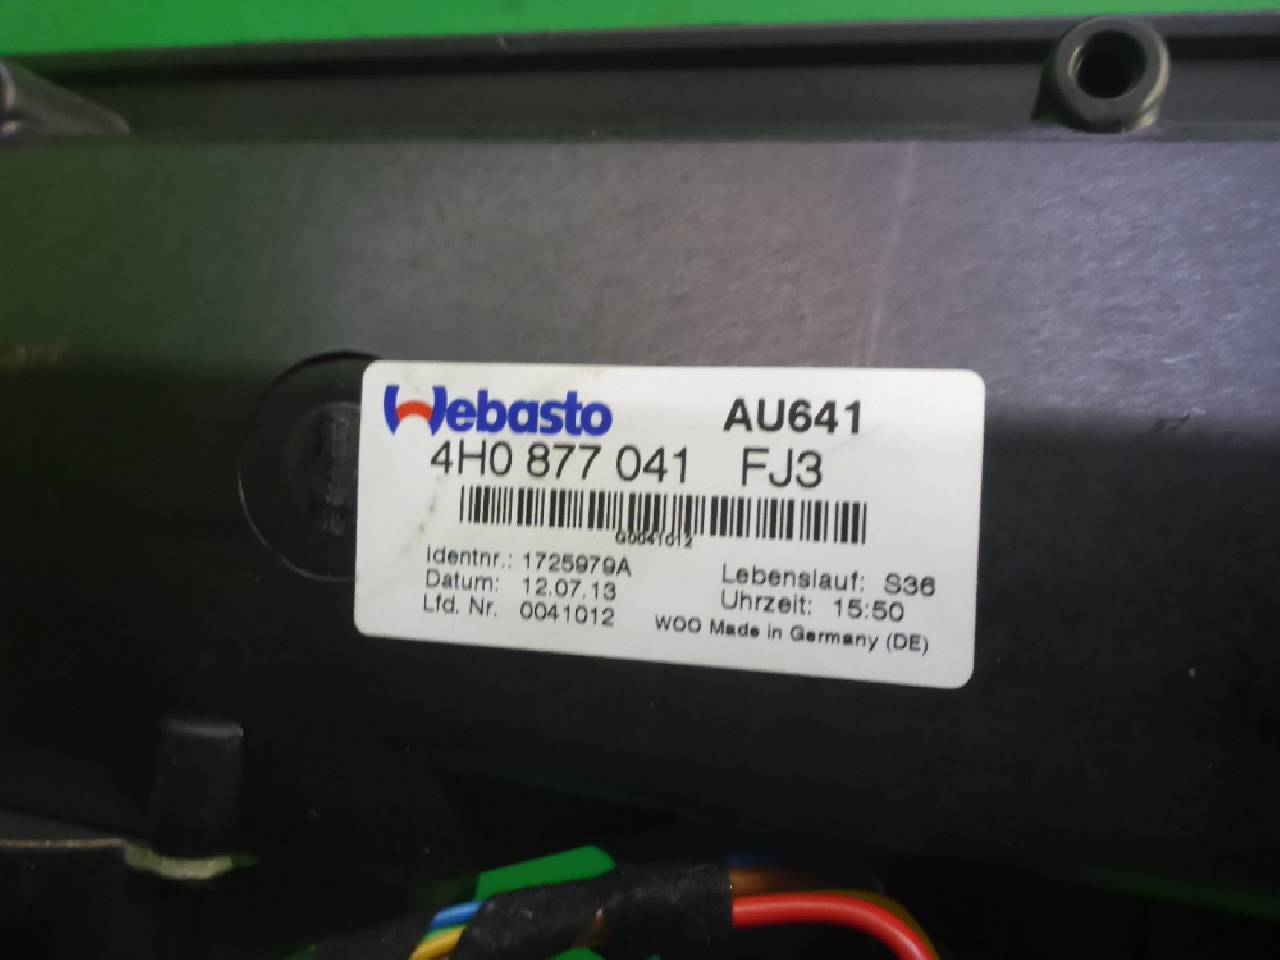 Webasto AU641
4H0 877 041 FJ3
G0041012
Identnr.: 1725979A
Datum: 12.07.13
Lfd. Nr. 0041012
Lebenslauf: S36
Uhrzeit: 15:50
WOO Made in Germany (DE)